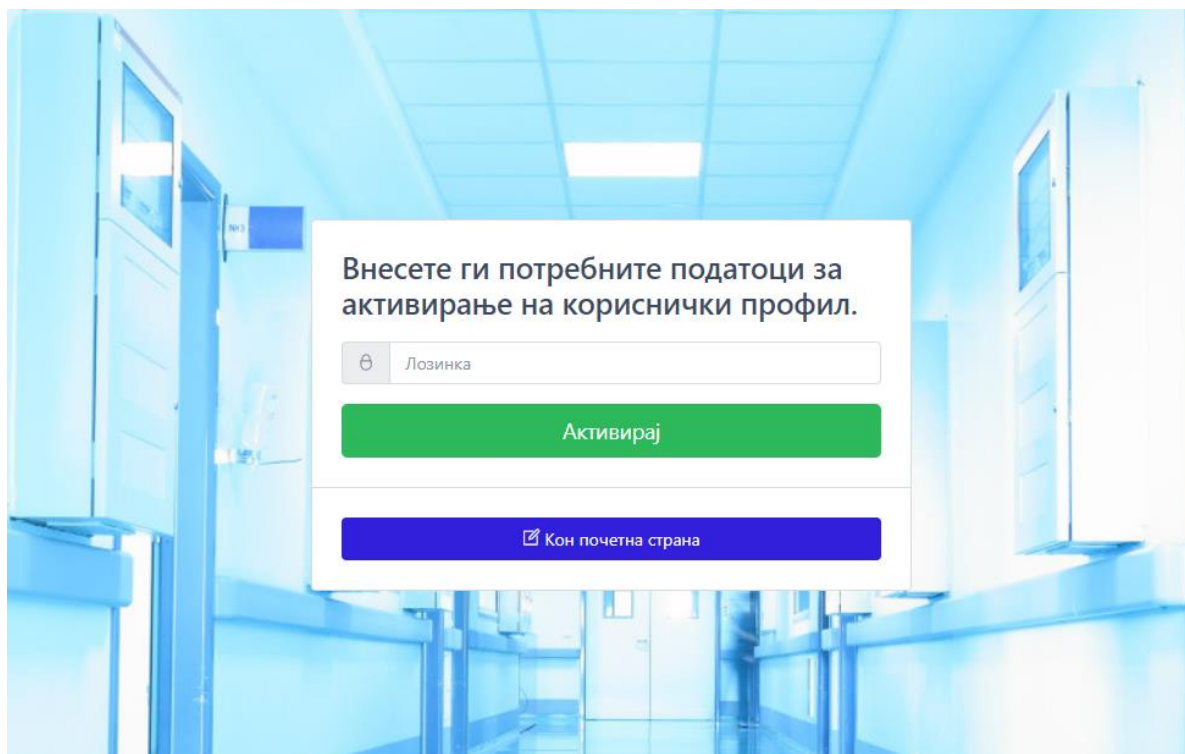 Внесете ги потребните податоци за
активирање на кориснички профил.
Лозинка
Активирај
Кон почетна страна